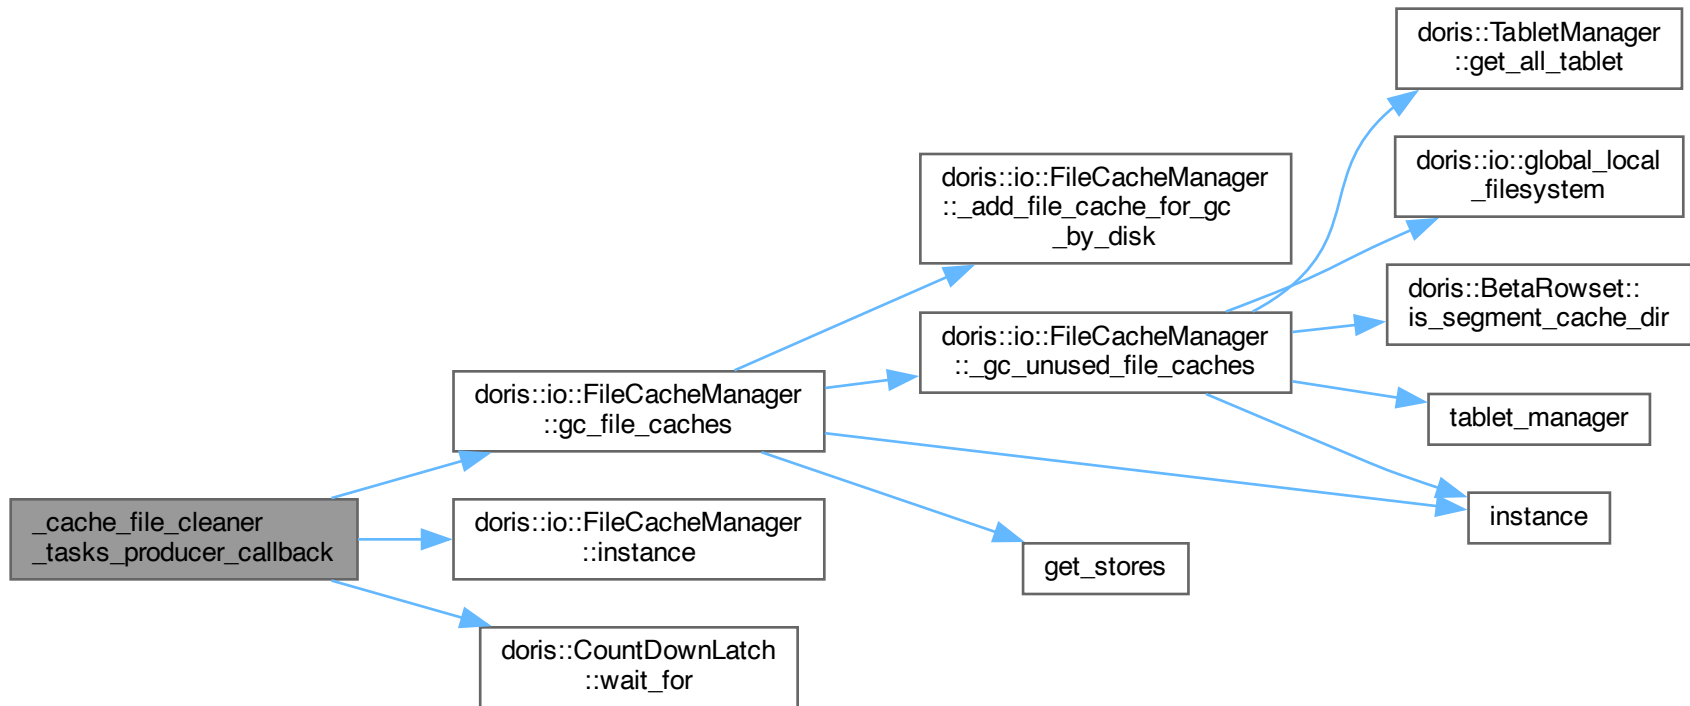 doris::TabletManager
::get_all_tablet
doris::io::global_local
_filesystem
doris::io::FileCacheManager
::_add_file_cache_for_gc
_by_disk
doris::BetaRowset::
is_segment_cache_dir
doris::io::FileCacheManager
::_gc_unused_file_caches
doris::io::FileCacheManager
::gc_file_caches
tablet_manager
_cache_file_cleaner
_tasks_producer_callback
doris::io::FileCacheManager
::instance
instance
get_stores
doris::CountDownLatch
::wait_for